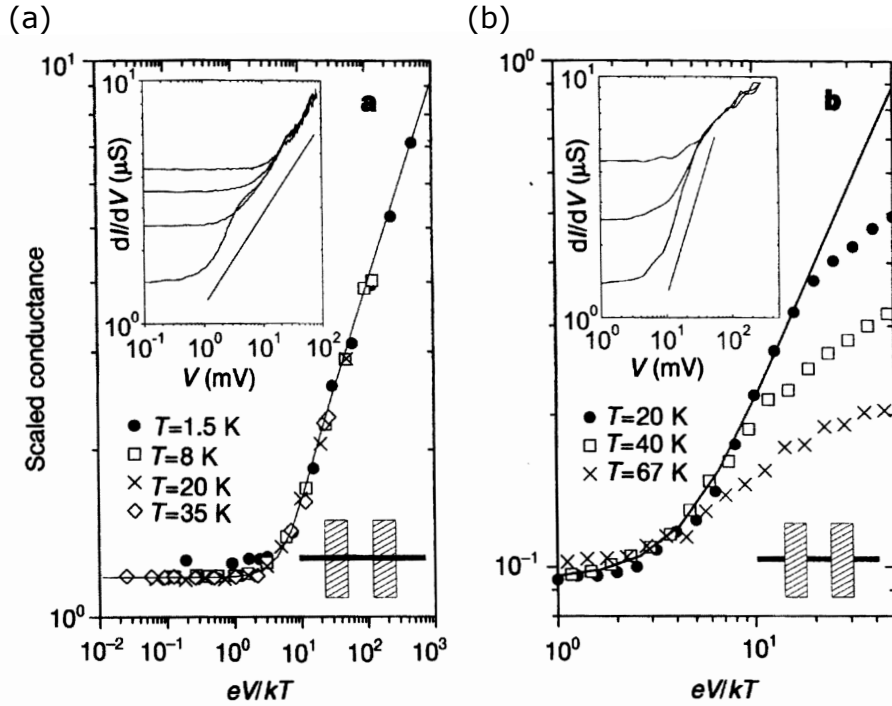 (a)
(b)
a
10¹
10⁰
Scaled conductance
10⁻² 10⁻¹ 10⁰ 10¹ 10² 10³
eV/kT
10¹
10⁰
dI/dV (μS)
10⁻¹ 10⁰ 10¹ 10²
V (mV)
T=1.5 K
T=8 K
T=20 K
T=35 K
b
10⁰
10⁻¹
10⁰ 10¹
eV/kT
10¹
10⁰
dI/dV (μS)
10⁰ 10¹ 10²
V (mV)
T=20 K
T=40 K
T=67 K